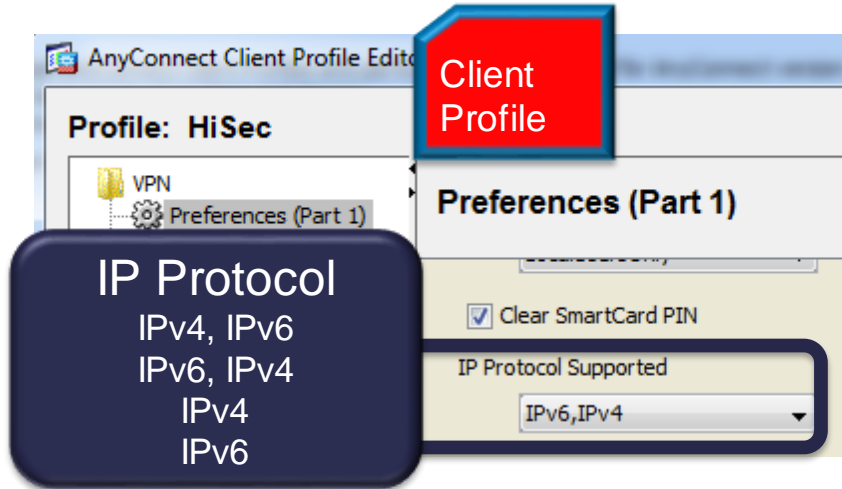 AnyConnect Client Profile Edito
Client
Profile
Profile: HiSec
VPN
Preferences (Part 1)
Preferences (Part 1)
IP Protocol
IPv4, IPv6
IPv6, IPv4
IPv4
IPv6
Clear SmartCard PIN
IP Protocol Supported
IPv6,IPv4